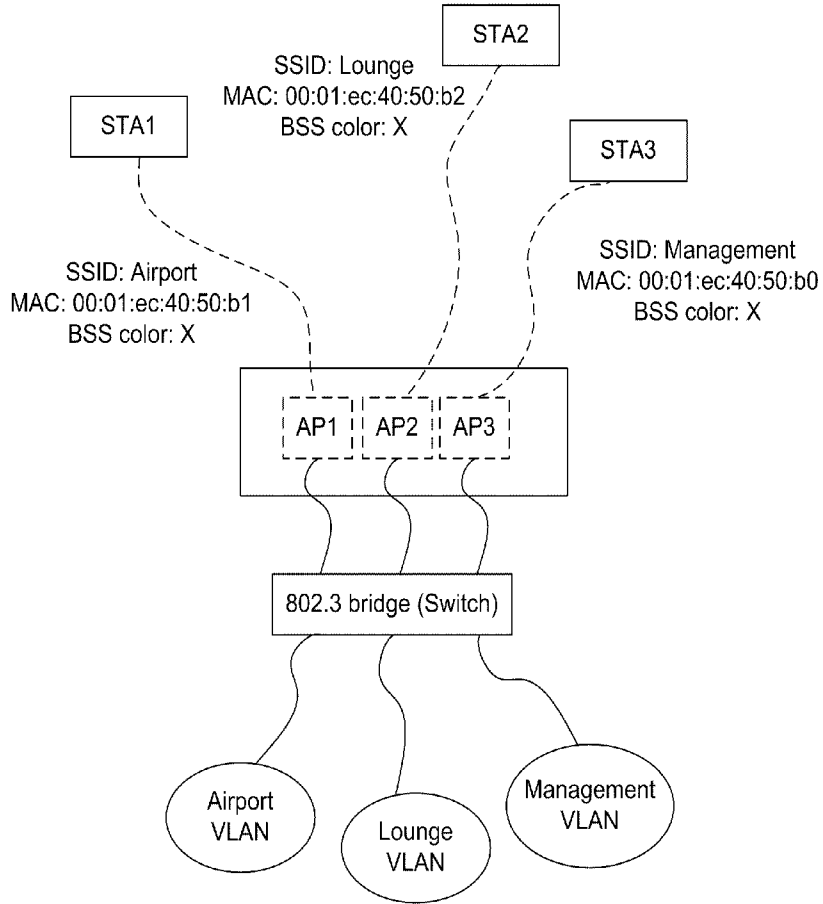 STA2
SSID: Lounge
MAC: 00:01:ec:40:50:b2
BSS color: X
STA1
STA3
SSID: Airport
MAC: 00:01:ec:40:50:b1
BSS color: X
SSID: Management
MAC: 00:01:ec:40:50:b0
BSS color: X
AP1
AP2
AP3
802.3 bridge (Switch)
Airport
VLAN
Lounge
VLAN
Management
VLAN